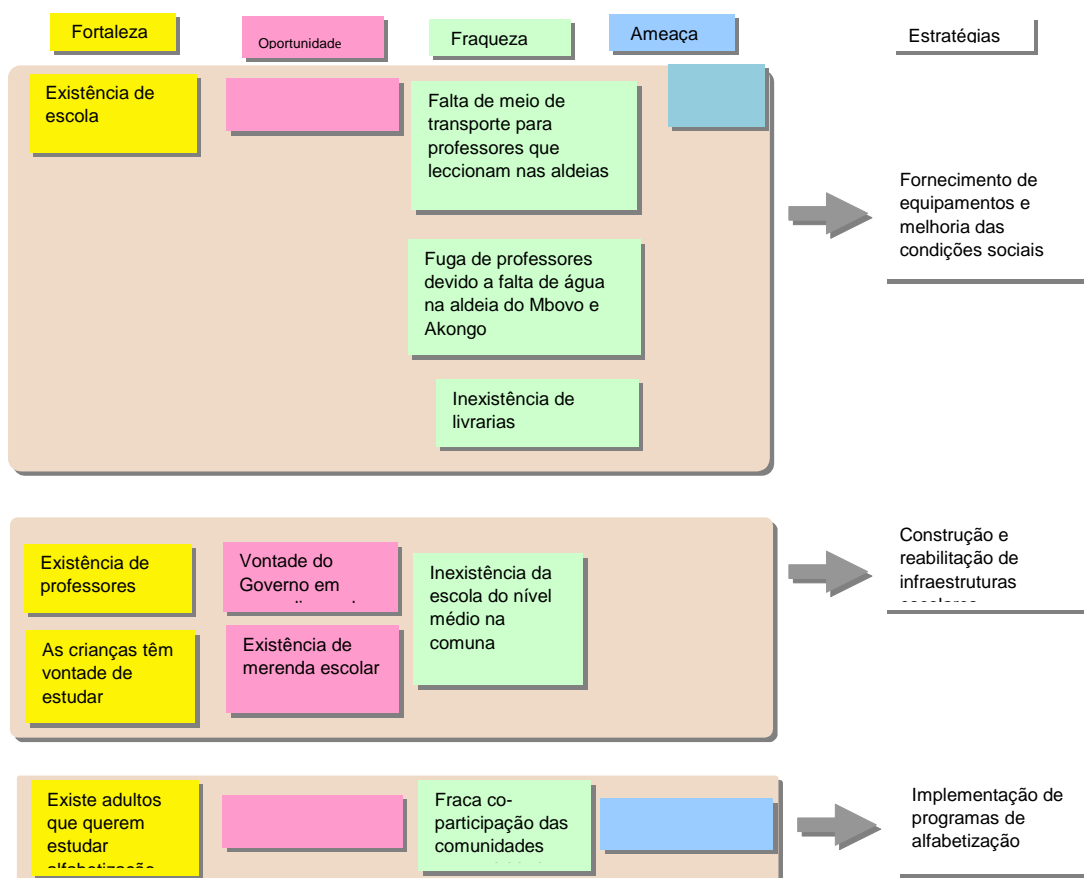 Fortaleza
Oportunidade
Fraqueza
Ameaça
Estratégias
Existência de
escola
Falta de meio de
transporte para
professores que
leccionam nas aldeias
Fuga de professores
devido a falta de água
na aldeia do Mbovo e
Akongo
Inexistência de
livrarias
Fornecimento de
equipamentos e
melhoria das
condições sociais
Existência de
professores
As crianças têm
vontade de
estudar
Vontade do
Governo em
Existência de
merenda escolar
Inexistência da
escola do nível
médio na
comuna
Construção e
reabilitação de
infraestruturas
Existe adultos
que querem
estudar
alfabetização
Fraca co-
participação das
comunidades
Implementação de
programas de
alfabetização